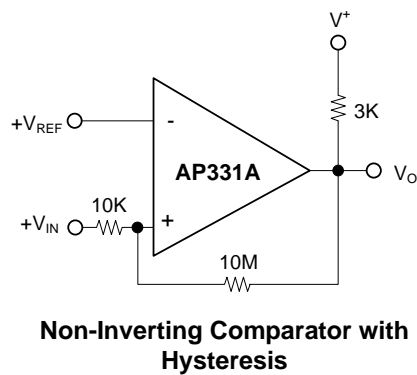 V+
3K
+VREF
-
AP331A
VO
+VIN
10K
+
10M
Non-Inverting Comparator with
Hysteresis